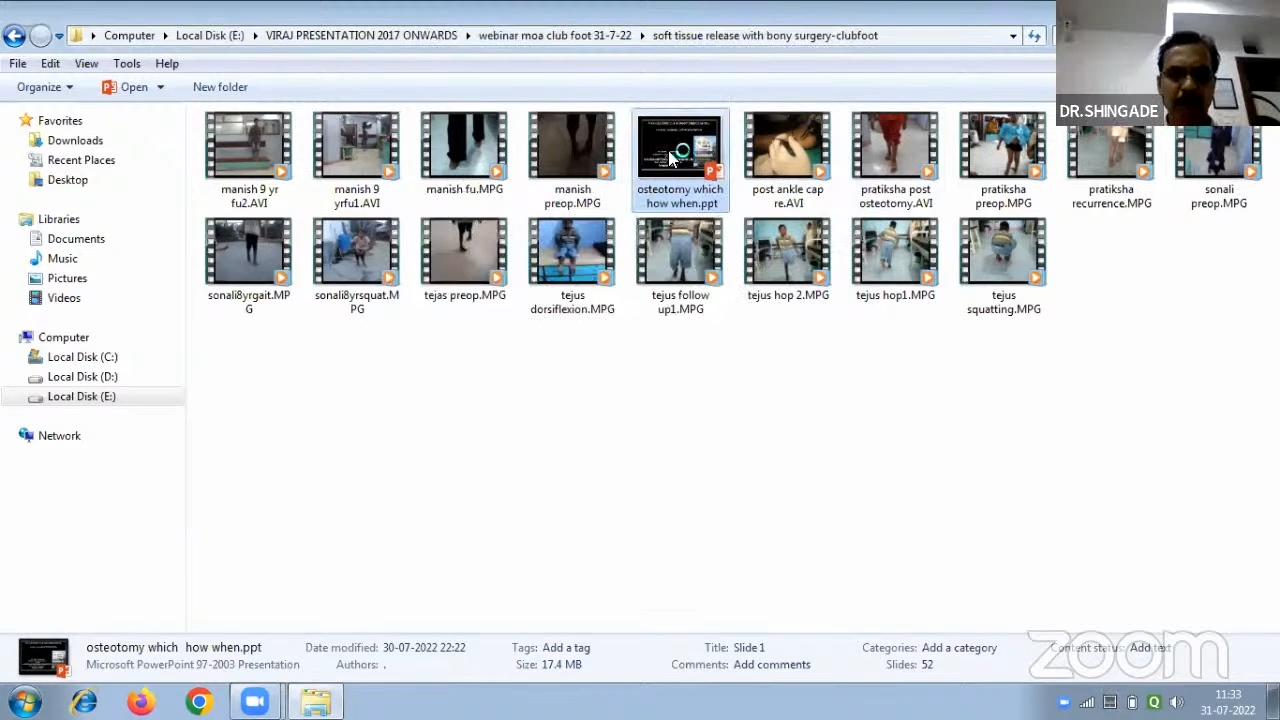 Computer
Local Disk (E:)
VIRAJ PRESENTATION 2017 ONWARDS
webinar moa club foot 31-7-22
soft tissue release with bony surgery-clubfoot
File
Edit
View
Tools
Help
Organize
Open
New folder
DR.SHINGADE
Favorites
Downloads
Recent Places
Desktop
Libraries
Documents
Music
Pictures
Videos
Computer
Local Disk (C:)
Local Disk (D:)
Local Disk (E:)
Network
manish 9 yr
fu2.AVI
manish 9
yrfu1.AVI
manish fu.MPG
manish
preop.MPG
osteotomy which
how when.ppt
post ankle cap
re.AVI
pratiksha post
osteotomy.AVI
pratiksha
preop.MPG
pratiksha
recurrence.MPG
sonali
preop.MPG
sonali8yrgait.MP
G
sonali8yrsquat.M
PG
tejas preop.MPG
tejus
dorsiflexion.MPG
tejus follow
up1.MPG
tejus hop 2.MPG
tejus hop1.MPG
tejus
squatting.MPG
osteotomy which how when.ppt
Microsoft PowerPoint 97-2003 Presentation
Date modified: 30-07-2022 22:22
Authors: .
Tags: Add a tag
Size: 17.4 MB
Title: Slide 1
Comments: Add comments
Categories: Add a category
Slides: 52
Content status: Add text
zoom
11:33
31-07-2022